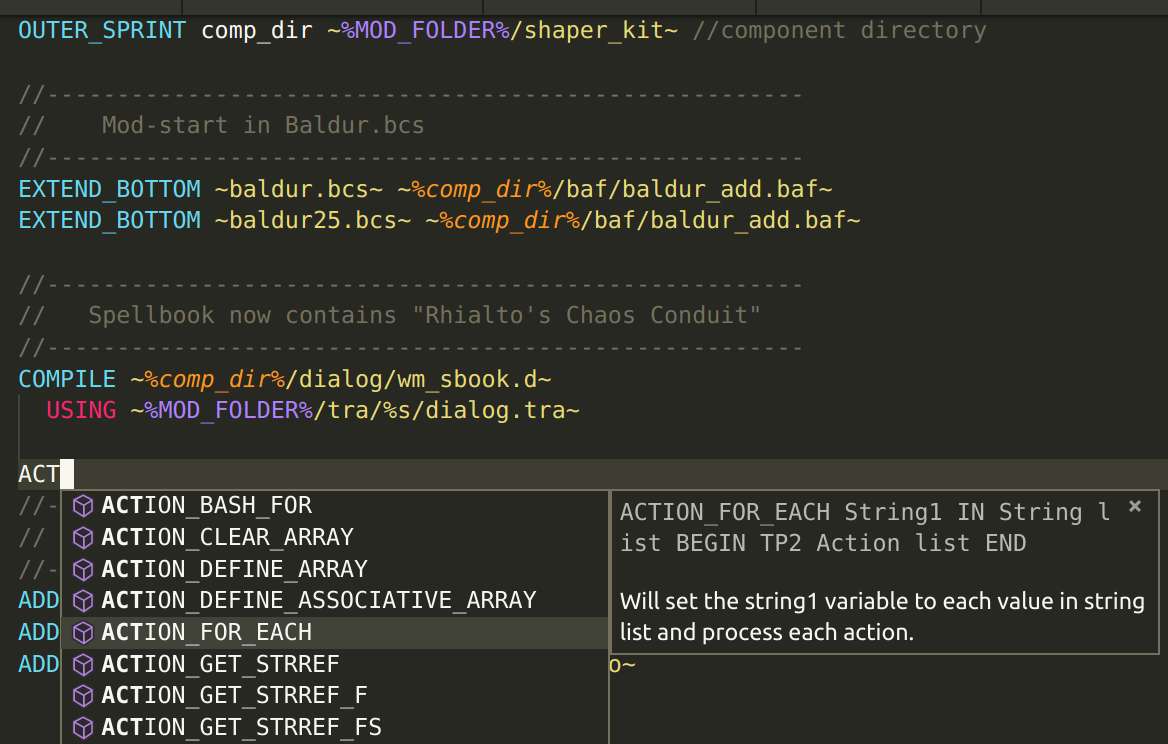 OUTER_SPRINT comp_dir ~%MOD_FOLDER%/shaper_kit~ //component directory
//------------------------------------------------------
//    Mod-start in Baldur.bcs
//------------------------------------------------------
EXTEND_BOTTOM ~baldur.bcs~ ~%comp_dir%/baf/baldur_add.baf~
EXTEND_BOTTOM ~baldur25.bcs~ ~%comp_dir%/baf/baldur_add.baf~
//------------------------------------------------------
//   Spellbook now contains "Rhialto's Chaos Conduit"
//------------------------------------------------------
COMPILE ~%comp_dir%/dialog/wm_sbook.d~
  USING ~%MOD_FOLDER%/tra/%s/dialog.tra~
ACT
//-
//
//-
ADD
ADD
ADD
ACTION_BASH_FOR
ACTION_CLEAR_ARRAY
ACTION_DEFINE_ARRAY
ACTION_DEFINE_ASSOCIATIVE_ARRAY
ACTION_FOR_EACH
ACTION_GET_STRREF
ACTION_GET_STRREF_F
ACTION_GET_STRREF_FS
ACTION_FOR_EACH String1 IN String l
ist BEGIN TP2 Action list END
×
Will set the string1 variable to each value in string
list and process each action.
o~